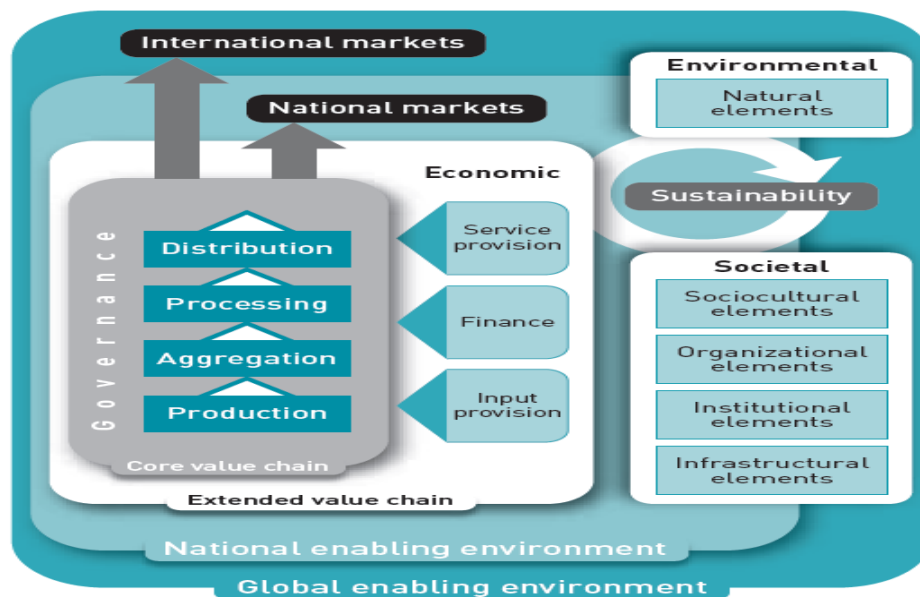 International markets
National markets
Environmental
Natural
elements
Sustainability
Economic
Governance
Distribution
Processing
Aggregation
Production
Core value chain
Service
provision
Finance
Input
provision
Extended value chain
Societal
Sociocultural
elements
Organizational
elements
Institutional
elements
Infrastructural
elements
National enabling environment
Global enabling environment